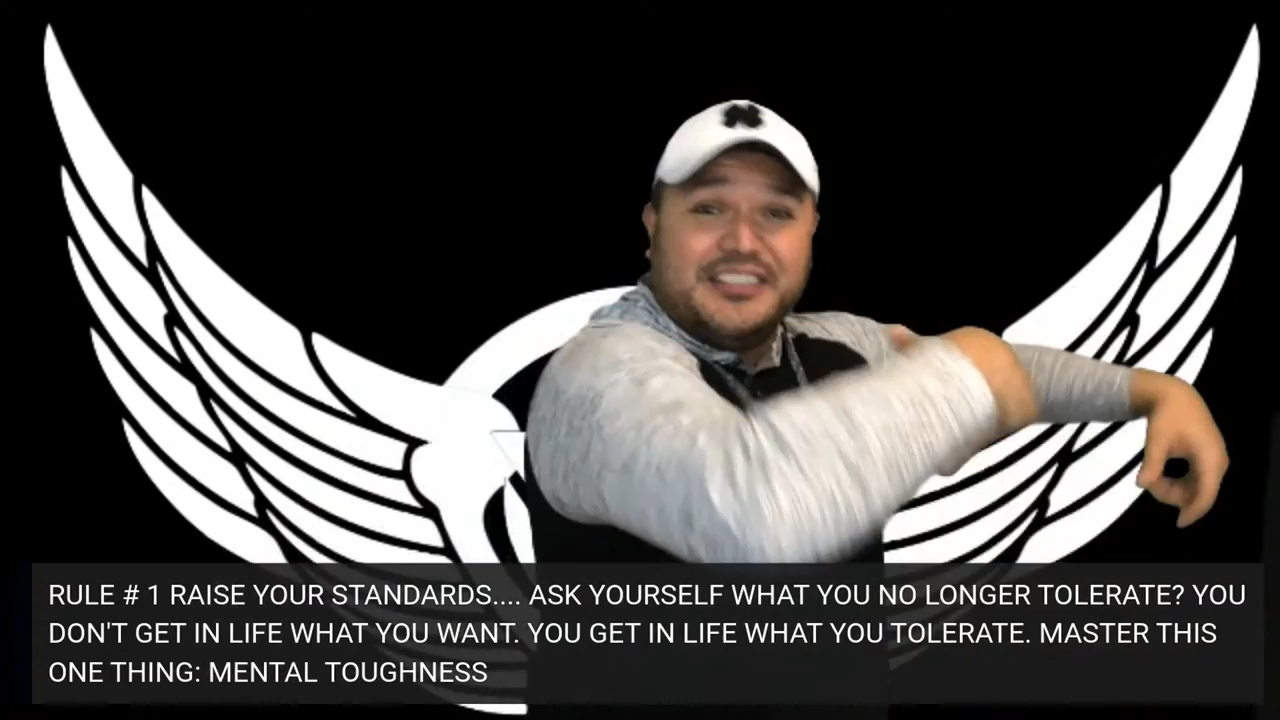 RULE # 1 RAISE YOUR STANDARDS.... ASK YOURSELF WHAT YOU NO LONGER TOLERATE? YOU
DON'T GET IN LIFE WHAT YOU WANT. YOU GET IN LIFE WHAT YOU TOLERATE. MASTER THIS
ONE THING: MENTAL TOUGHNESS